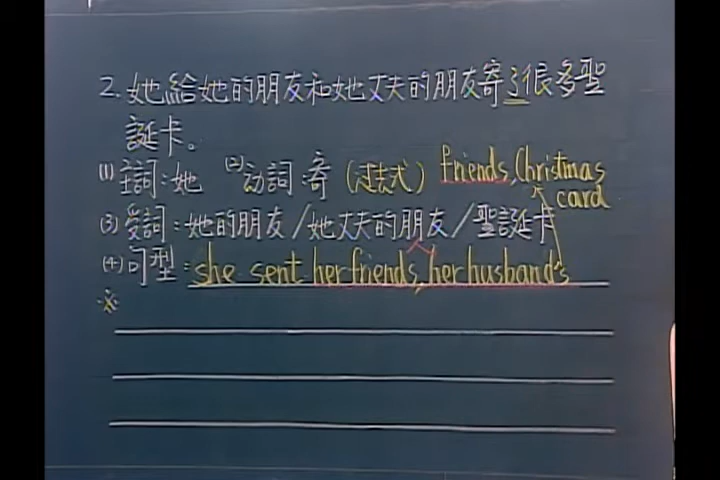 2. 她給她的朋友和她丈夫的朋友寄了很多聖
誕卡。
(1) 主詞:她 (2) 动詞:寄 (过去式) friends, Christmas
card
(3) 受詞:她的朋友/她丈夫的朋友/聖誕卡
(4) 句型:she sent her friends, her husband's
※